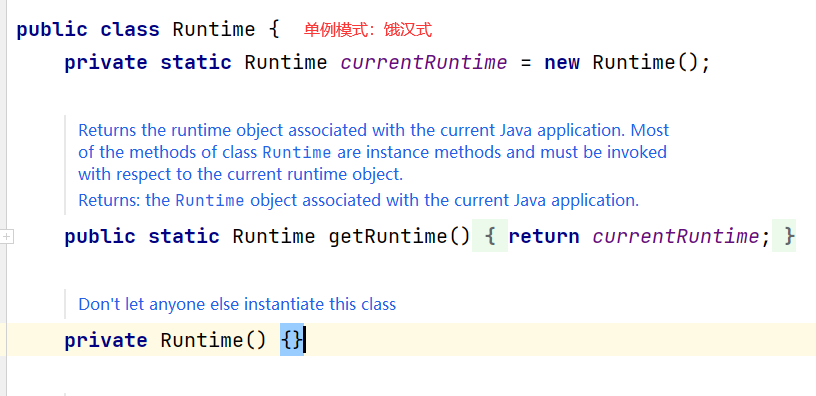 public class Runtime { 单例模式：饿汉式
private static Runtime currentRuntime = new Runtime();
Returns the runtime object associated with the current Java application. Most
of the methods of class Runtime are instance methods and must be invoked
with respect to the current runtime object.
Returns: the Runtime object associated with the current Java application.
public static Runtime getRuntime() { return currentRuntime; }
Don't let anyone else instantiate this class
private Runtime() {}